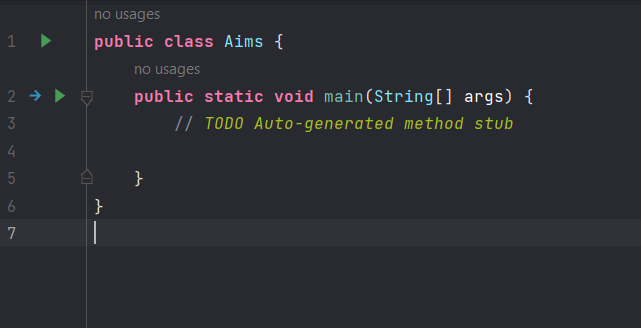 no usages
1 public class Aims {
no usages
2 public static void main(String[] args) {
3 // TODO Auto-generated method stub
4
5 }
6 }
7